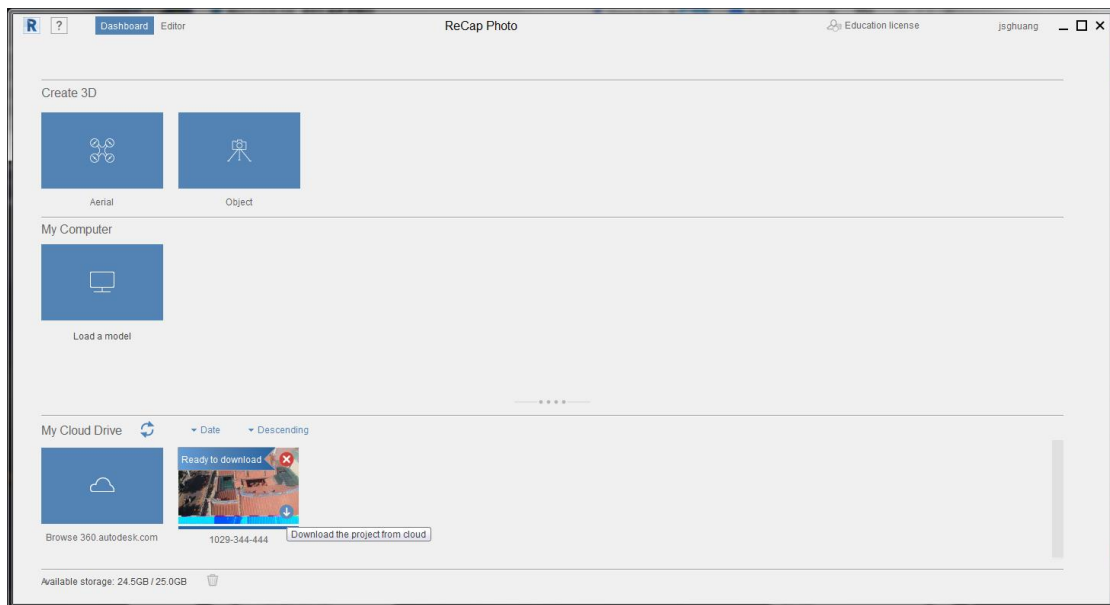 R ? Dashboard Editor ReCap Photo Education license jsghuang
Create 3D
Aerial Object
My Computer
Load a model
My Cloud Drive Date Descending
Ready to download
Browse 360.autodesk.com 1029-344-444 Download the project from cloud
Available storage: 24.5GB / 25.0GB